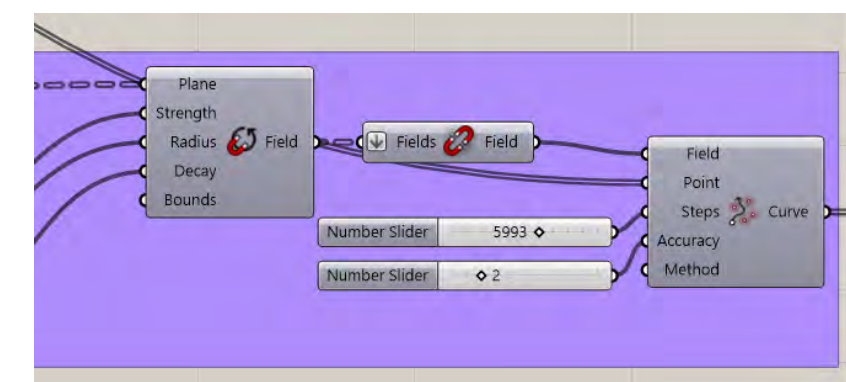 Plane
Strength
Radius
Field
Decay
Bounds
Fields
Field
Number Slider
5993
Number Slider
2
Field
Point
Steps
Curve
Accuracy
Method